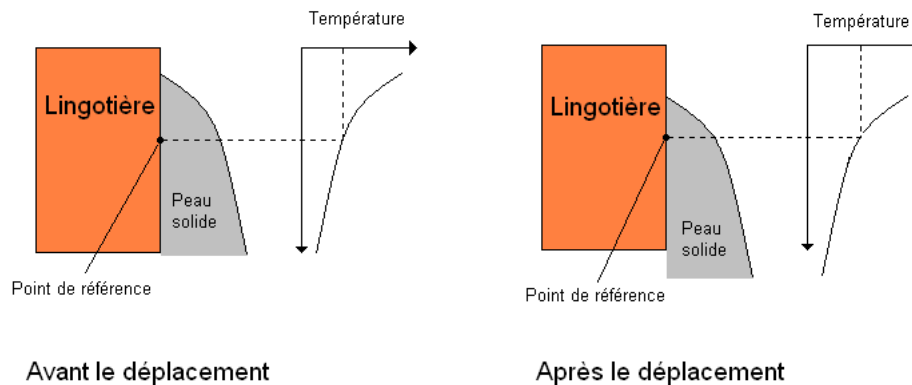 Température
Lingotière
Peau
solide
Point de référence
Avant le déplacement
Température
Lingotière
Peau
solide
Point de référence
Après le déplacement